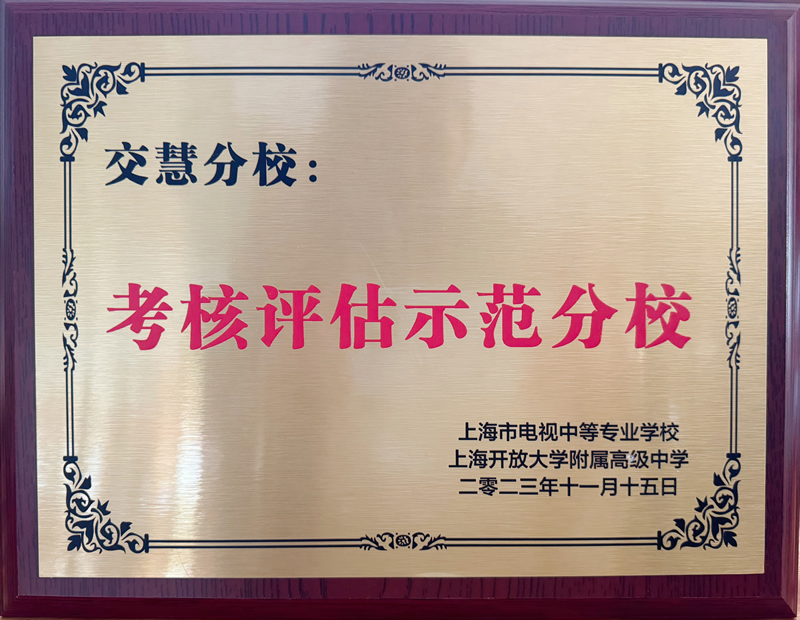 交慧分校：
考核评估示范分校
上海市电视中等专业学校
上海开放大学附属高级中学
二零二三年十一月十五日